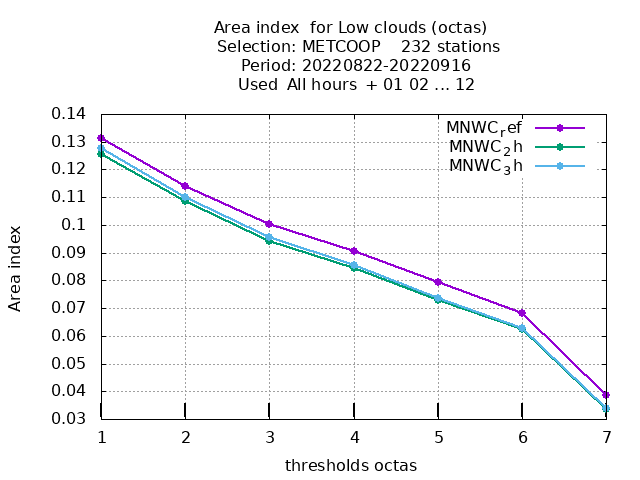 Area index  for Low clouds (octas)
Selection: METCOOP    232 stations
Period: 20220822-20220916
Used  All hours  + 01 02 ... 12
0.14
0.13
0.12
0.11
0.1
0.09
0.08
0.07
0.06
0.05
0.04
0.03
Area index
MNWC_ref
MNWC_2h
MNWC_3h
1 2 3 4 5 6 7
thresholds octas